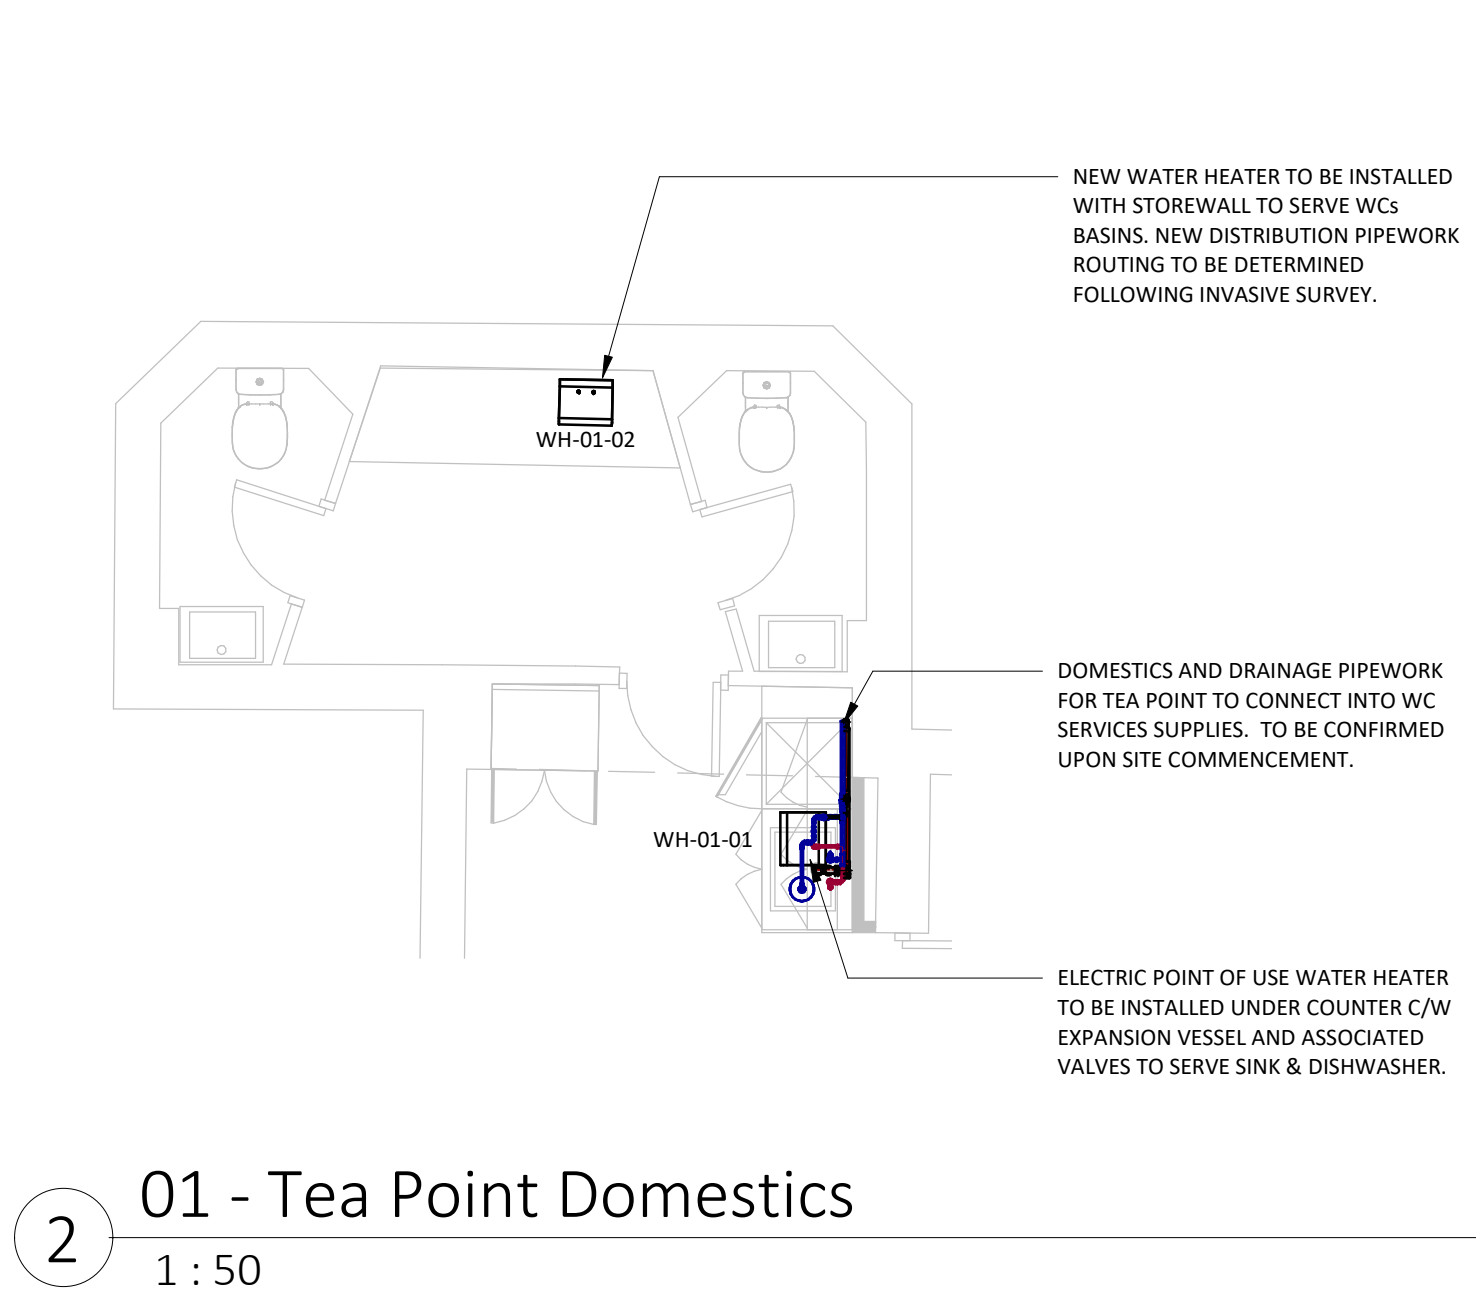 NEW WATER HEATER TO BE INSTALLED
WITH STOREWALL TO SERVE WCs
BASINS. NEW DISTRIBUTION PIPEWORK
ROUTING TO BE DETERMINED
FOLLOWING INVASIVE SURVEY.
WH-01-02
DOMESTICS AND DRAINAGE PIPEWORK
FOR TEA POINT TO CONNECT INTO WC
SERVICES SUPPLIES. TO BE CONFIRMED
UPON SITE COMMENCEMENT.
WH-01-01
ELECTRIC POINT OF USE WATER HEATER
TO BE INSTALLED UNDER COUNTER C/W
EXPANSION VESSEL AND ASSOCIATED
VALVES TO SERVE SINK & DISHWASHER.
01 - Tea Point Domestics
2
1 : 50